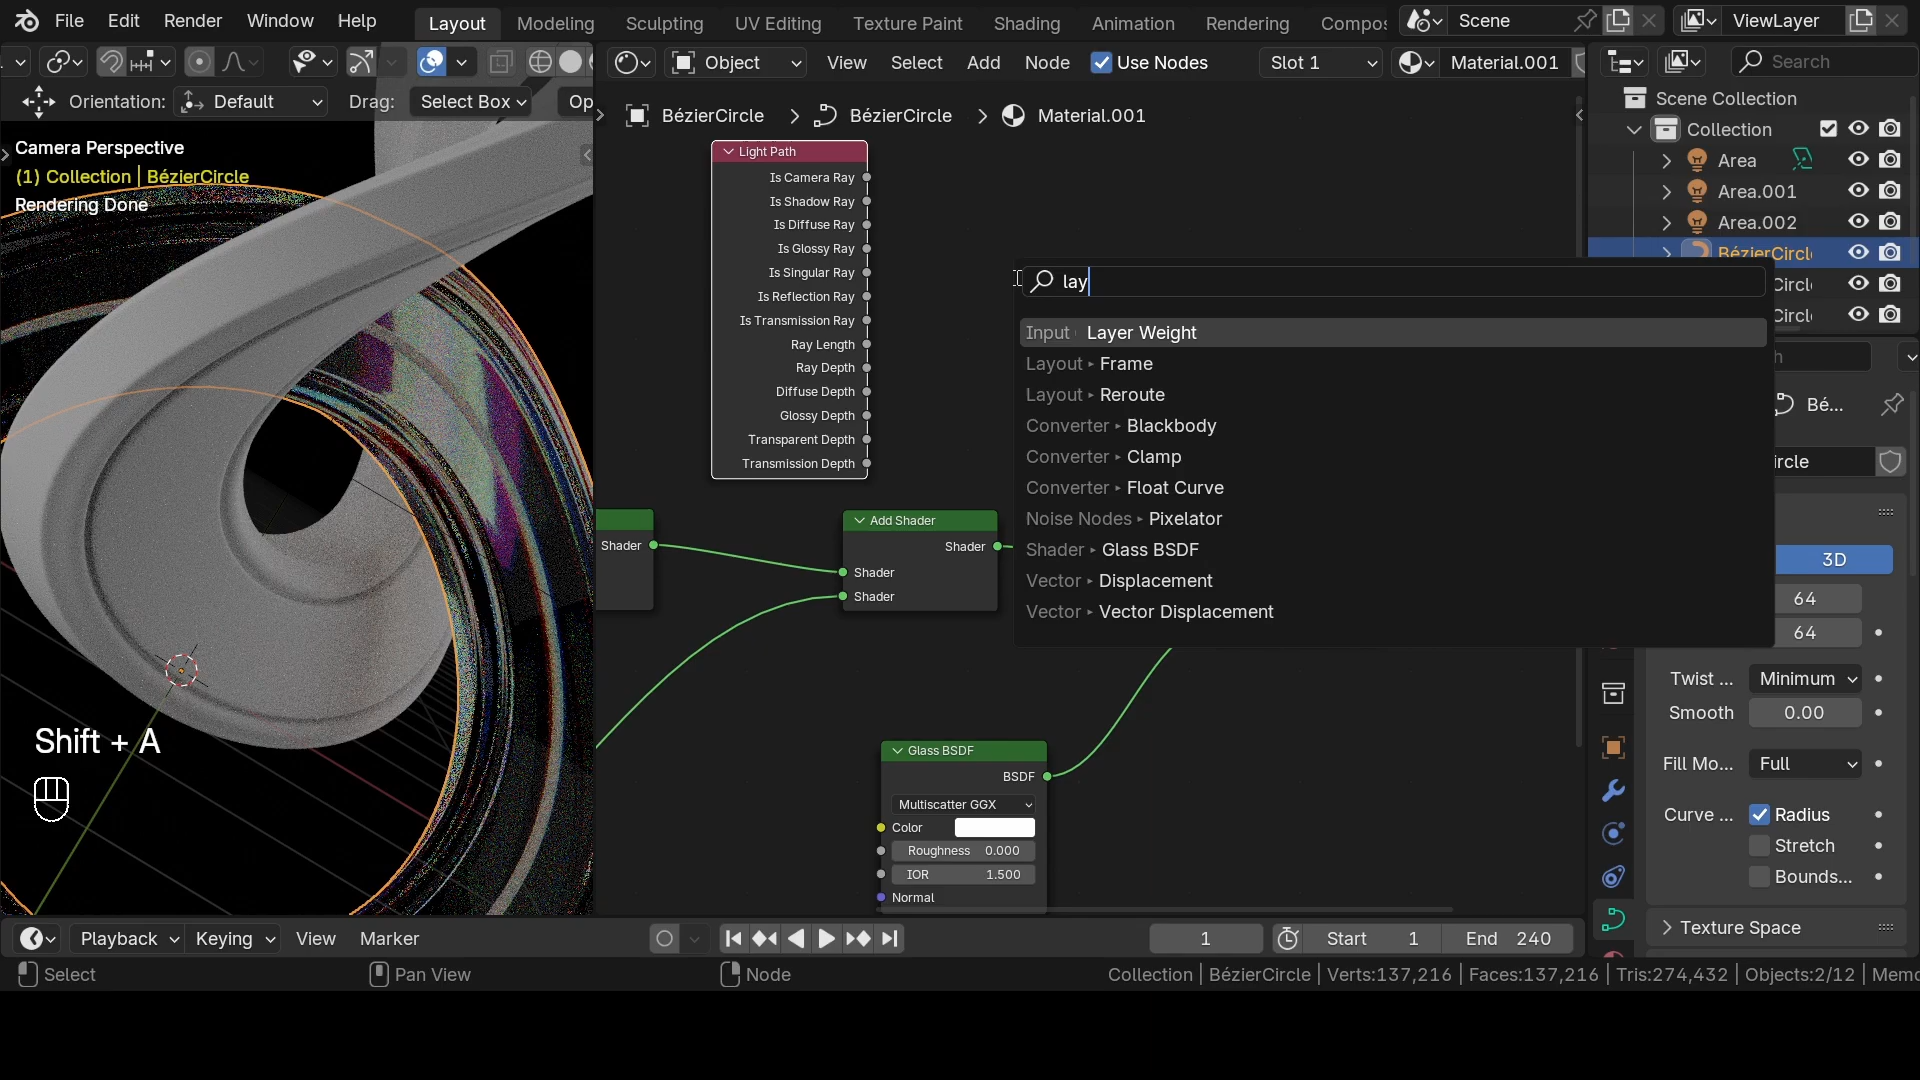 File Edit Render Window Help Layout Modeling Sculpting UV Editing Texture Paint Shading Animation Rendering Compos Scene ViewLayer
Object View Select Add Node Use Nodes Slot 1 Material.001 Search
Orientation: Default Drag: Select Box Op
BézierCircle > BézierCircle > Material.001
Scene Collection
Collection
Area
Area.001
Area.002
BézierCircl
Circl
Circl
Camera Perspective
(1) Collection | BézierCircle
Rendering Done
Light Path
Is Camera Ray
Is Shadow Ray
Is Diffuse Ray
Is Glossy Ray
Is Singular Ray
Is Reflection Ray
Is Transmission Ray
Ray Length
Ray Depth
Diffuse Depth
Glossy Depth
Transparent Depth
Transmission Depth
lay
Input Layer Weight
Layout ▸ Frame
Layout ▸ Reroute
Converter ▸ Blackbody
Converter ▸ Clamp
Converter ▸ Float Curve
Noise Nodes ▸ Pixelator
Shader ▸ Glass BSDF
Vector ▸ Displacement
Vector ▸ Vector Displacement
Shader
Add Shader
Shader
Shader
Shader
Glass BSDF
BSDF
Multiscatter GGX
Color
Roughness 0.000
IOR 1.500
Normal
Shift + A
h
Bé...
ircle
3D
64
64
Twist ... Minimum
Smooth 0.00
Fill Mo... Full
Curve ... Radius
Stretch
Bounds...
Texture Space
Playback Keying View Marker 1 Start 1 End 240
Select Pan View Node Collection | BézierCircle | Verts:137,216 | Faces:137,216 | Tris:274,432 | Objects:2/12 | Memo